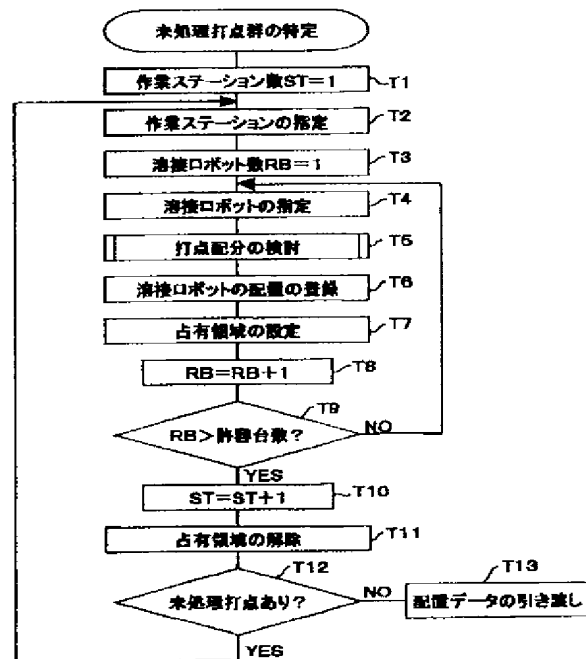 未処理打点群の特定
作業ステーション数ST=1
T1
作業ステーションの指定
T2
溶接ロボット数RB=1
T3
溶接ロボットの指定
T4
打点配分の検討
T5
溶接ロボットの配置の登録
T6
占有領域の設定
T7
RB=RB+1
T8
RB>許容台数?
T9
NO
YES
ST=ST+1
T10
占有領域の解除
T11
未処理打点あり?
T12
NO
配置データの引き渡し
T13
YES